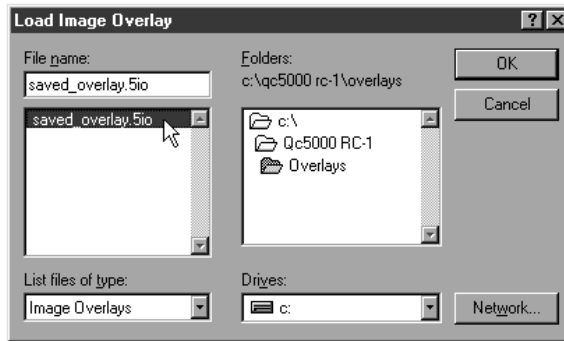 Load Image Overlay
File name:
saved_overlay.5io
saved_overlay.5io
List files of type:
Image Overlays
Folders:
c:\qc5000 rc-1\overlays
c:\
Qc5000 RC-1
Overlays
Drives:
c:
OK
Cancel
Network...